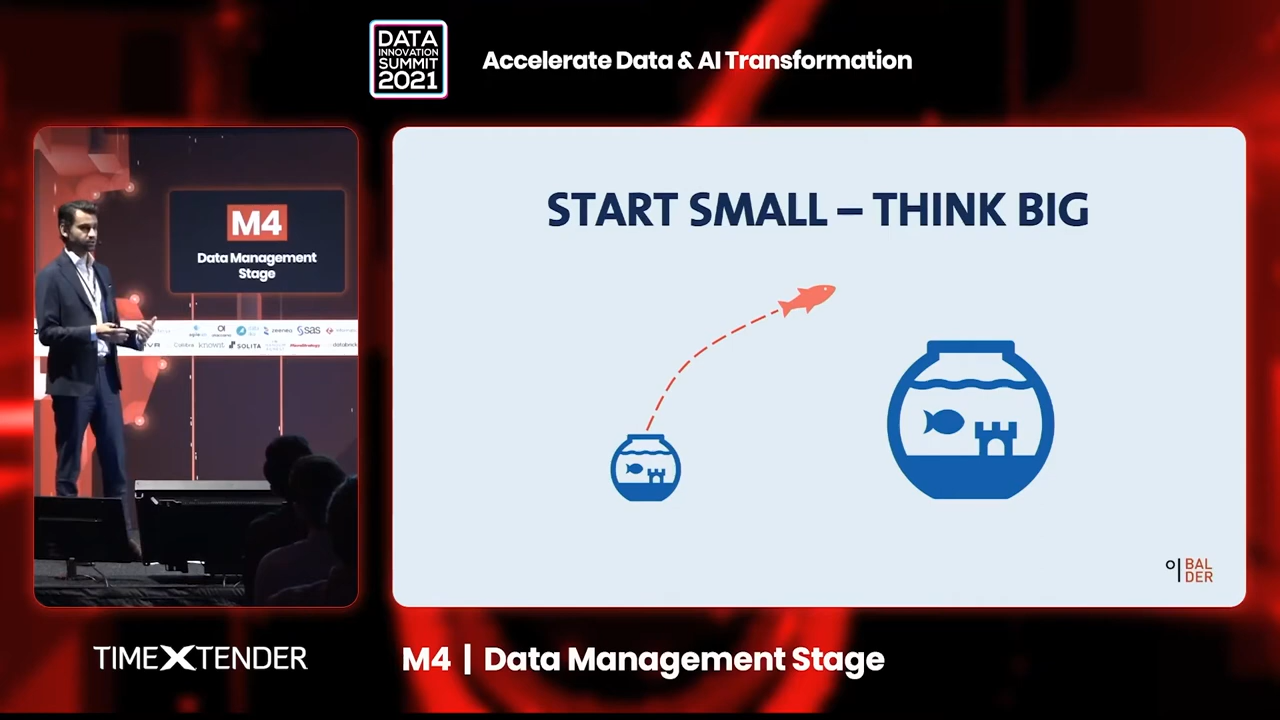 DATA
INNOVATION
SUMMIT
2021
Accelerate Data & AI Transformation
M4
Data Management
Stage
sas
SOLITA
START SMALL – THINK BIG
BAL
DER
TIMEXTENDER
M4 | Data Management Stage